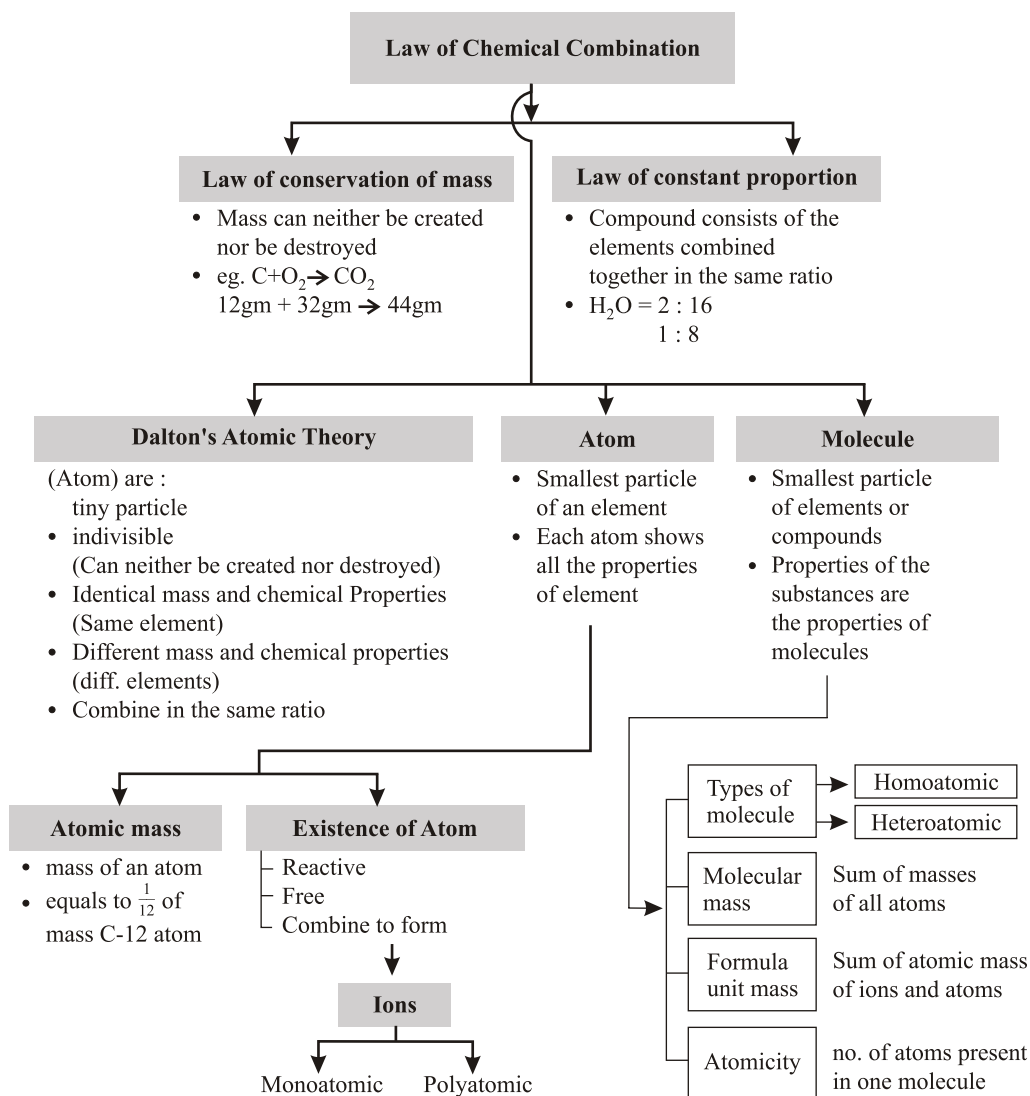 Law of Chemical Combination
Law of conservation of mass
• Mass can neither be created
nor be destroyed
• eg. C+O₂→ CO₂
12gm + 32gm → 44gm
Law of constant proportion
• Compound consists of the
elements combined
together in the same ratio
• H₂O = 2 : 16
1 : 8
Dalton's Atomic Theory
(Atom) are :
tiny particle
• indivisible
(Can neither be created nor destroyed)
• Identical mass and chemical Properties
(Same element)
• Different mass and chemical properties
(diff. elements)
• Combine in the same ratio
Atom
• Smallest particle
of an element
• Each atom shows
all the properties
of element
Molecule
• Smallest particle
of elements or
compounds
• Properties of the
substances are
the properties of
molecules
Atomic mass
• mass of an atom
• equals to 1/12 of
mass C-12 atom
Existence of Atom
Reactive
Free
Combine to form
Ions
Monoatomic
Polyatomic
Types of
molecule
Homoatomic
Heteroatomic
Molecular
mass
Sum of masses
of all atoms
Formula
unit mass
Sum of atomic mass
of ions and atoms
Atomicity
no. of atoms present
in one molecule